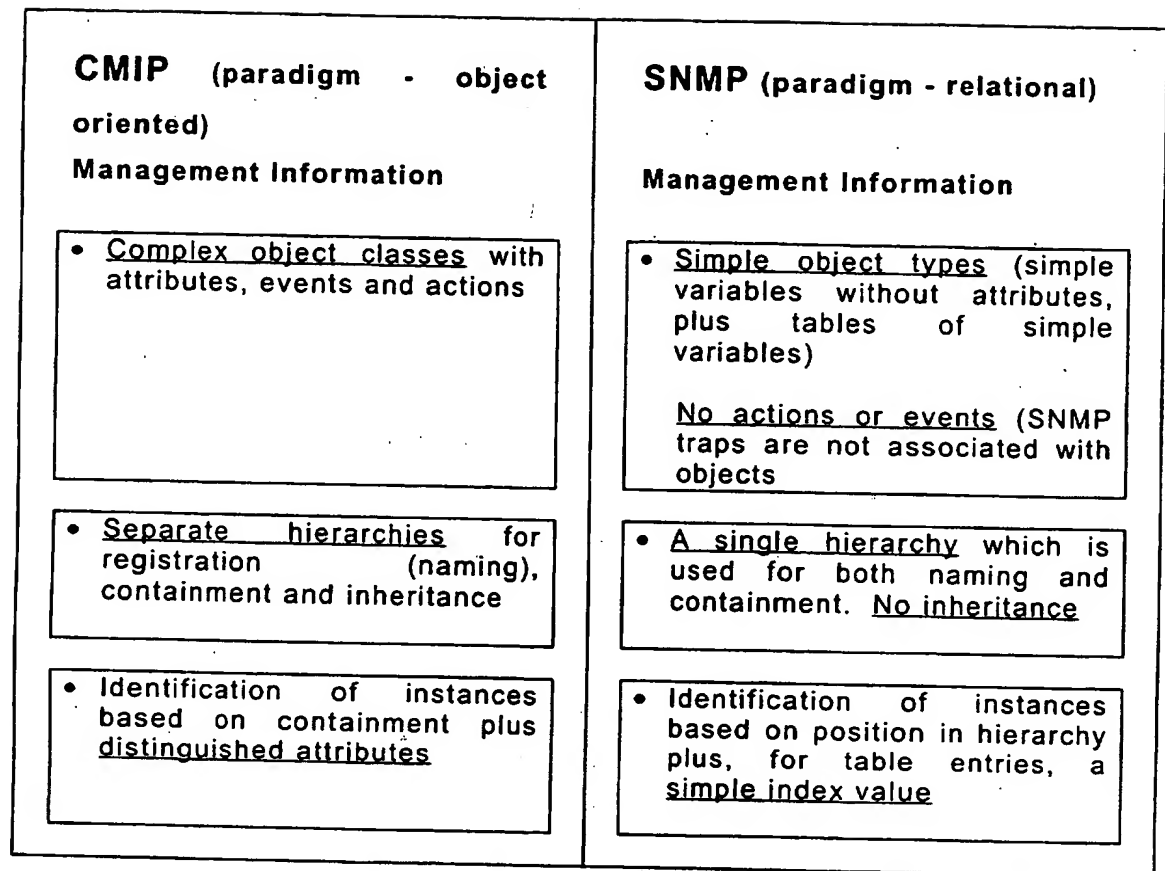 CMIP (paradigm - object
oriented)
Management Information
• Complex object classes with
attributes, events and actions
• Separate hierarchies for
registration (naming),
containment and inheritance
• Identification of instances
based on containment plus
distinguished attributes
SNMP (paradigm - relational)
Management Information
• Simple object types (simple
variables without attributes,
plus tables of simple
variables)
No actions or events (SNMP
traps are not associated with
objects
• A single hierarchy which is
used for both naming and
containment. No inheritance
• Identification of instances
based on position in hierarchy
plus, for table entries, a
simple index value